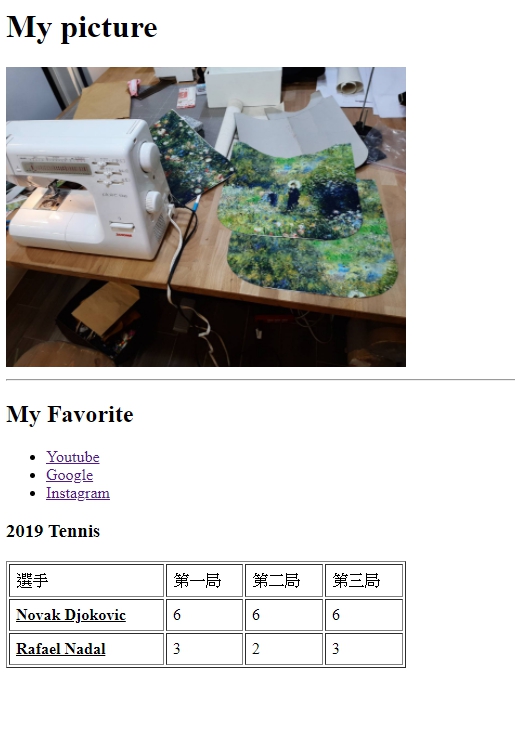 My picture
My Favorite
Youtube
Google
Instagram
2019 Tennis
選手 第一局 第二局 第三局
Novak Djokovic 6 6 6
Rafael Nadal 3 2 3